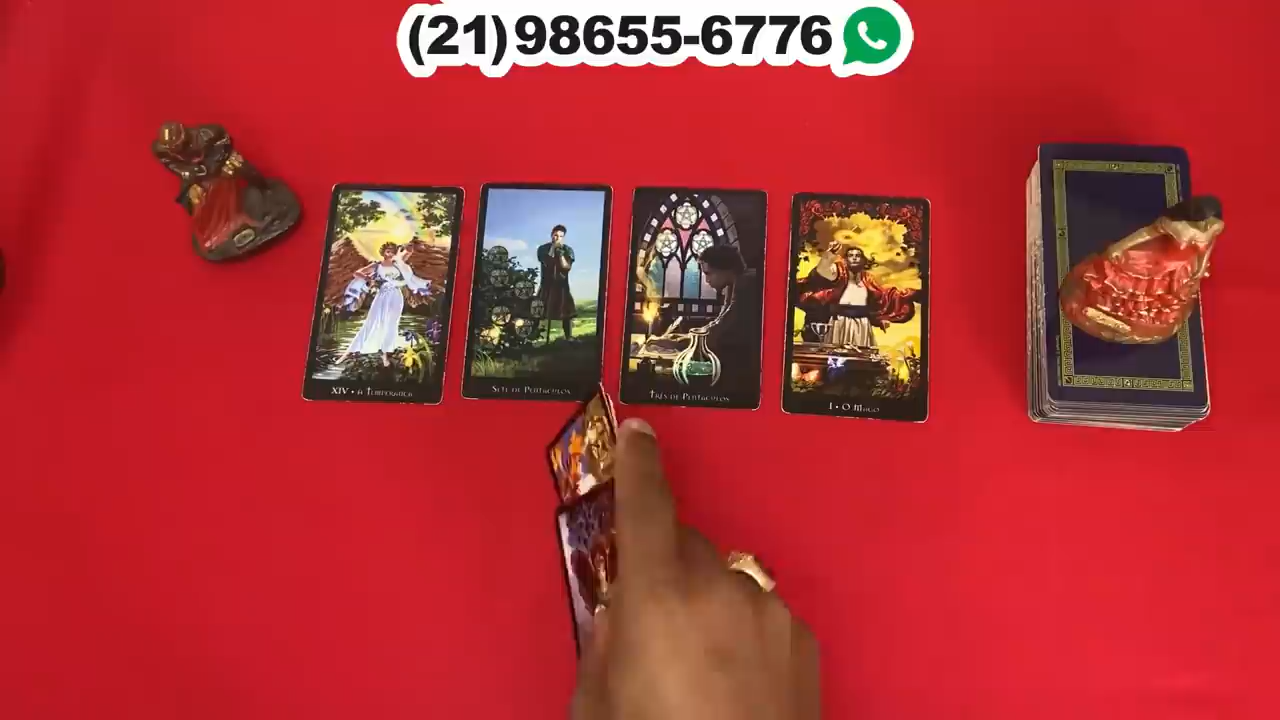 (21)98655-6776
XIV • A TEMPERANÇA
SETE DE PENTÁCULOS
TRÊS DE PENTÁCULOS
I • O MAGO